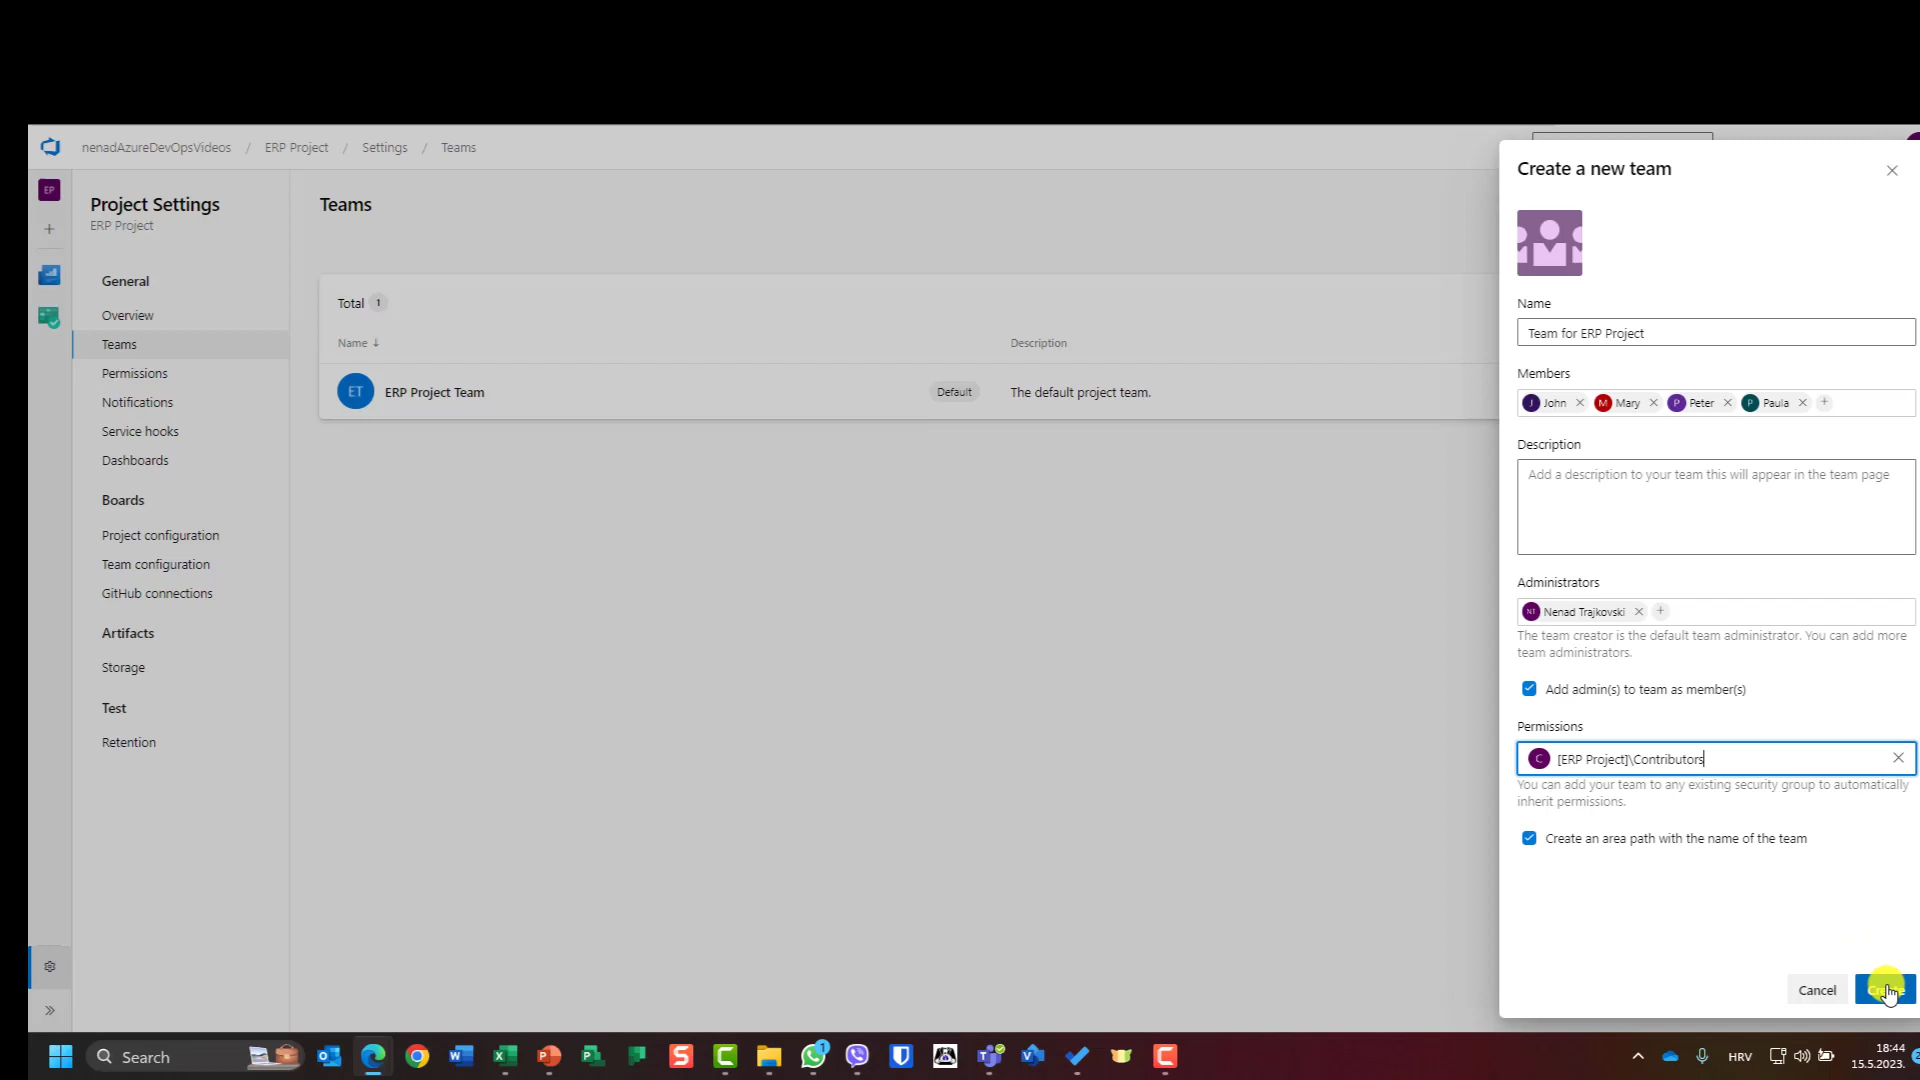 nenadAzureDevOpsVideos / ERP Project / Settings / Teams
EP
Project Settings
ERP Project
General
Overview
Teams
Permissions
Notifications
Service hooks
Dashboards
Boards
Project configuration
Team configuration
GitHub connections
Artifacts
Storage
Test
Retention
Teams
Total 1
Name ↓ Description
ET ERP Project Team Default The default project team.
Create a new team
Name
Team for ERP Project
Members
J John M Mary P Peter P Paula
Description
Add a description to your team this will appear in the team page
Administrators
NT Nenad Trajkovski
The team creator is the default team administrator. You can add more
team administrators.
Add admin(s) to team as member(s)
Permissions
C [ERP Project]\Contributors
You can add your team to any existing security group to automatically
inherit permissions.
Create an area path with the name of the team
Cancel
Search
HRV
18:44
15.5.2023.